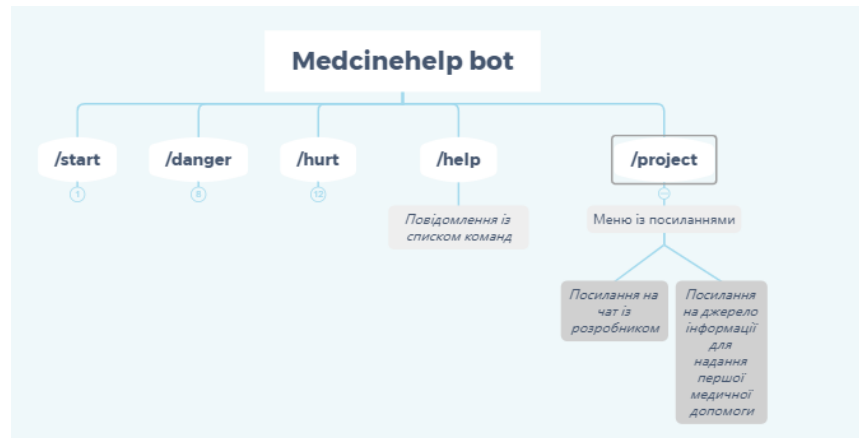 Medcinehelp bot
/start
/danger
/hurt
/help
/project
1
6
12
Повідомлення із
списком команд
Меню із посиланнями
Посилання на
чат із
розробником
Посилання
на джерело
інформації
для
надання
першої
медичної
допомоги